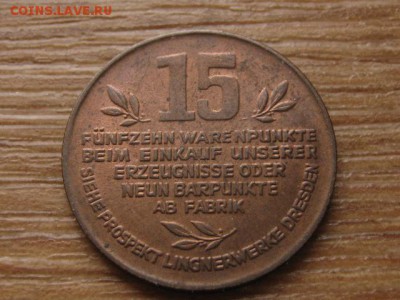 COINS.LAVE.RU
15
FÜNFZEHN WARENPUNKTE
BEIM EINKAUF UNSERER
ERZEUGNISSE ODER
NEUN BARPUNKTE
AB FABRIK
SIEHE PROSPEKT LINGNERWERKE DRESDEN